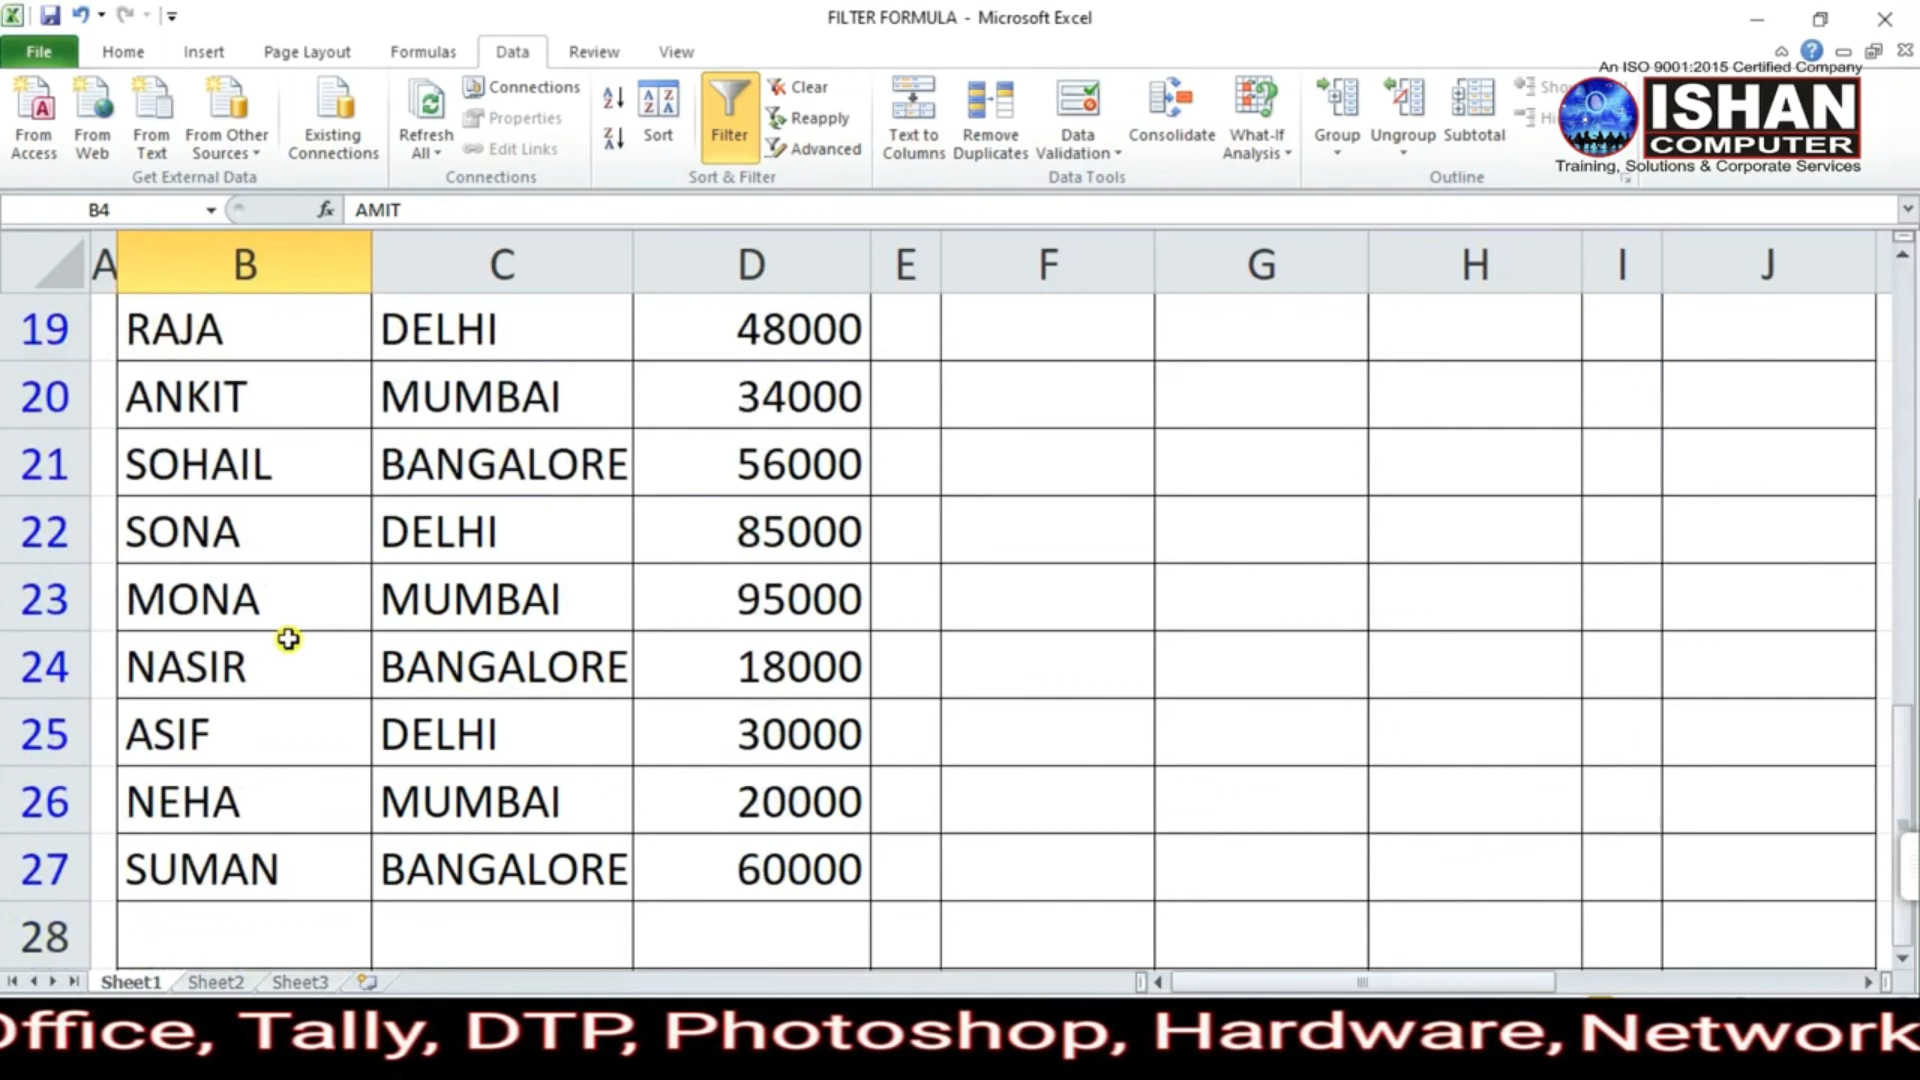 FILTER FORMULA - Microsoft Excel
File Home Insert Page Layout Formulas Data Review View
An ISO 9001:2015 Certified Company
ISHAN
COMPUTER
Training, Solutions & Corporate Services
From Access
From Web
From Text
From Other Sources
Existing Connections
Refresh All
Connections
Properties
Edit Links
Sort
Filter
Clear
Reapply
Advanced
Text to Columns
Remove Duplicates
Data Validation
Consolidate
What-If Analysis
Group
Ungroup
Subtotal
Get External Data
Connections
Sort & Filter
Data Tools
Outline
B4 fx AMIT
A B C D E F G H I J
19 RAJA DELHI 48000
20 ANKIT MUMBAI 34000
21 SOHAIL BANGALORE 56000
22 SONA DELHI 85000
23 MONA MUMBAI 95000
24 NASIR BANGALORE 18000
25 ASIF DELHI 30000
26 NEHA MUMBAI 20000
27 SUMAN BANGALORE 60000
28
Sheet1 Sheet2 Sheet3
Office, Tally, DTP, Photoshop, Hardware, Network